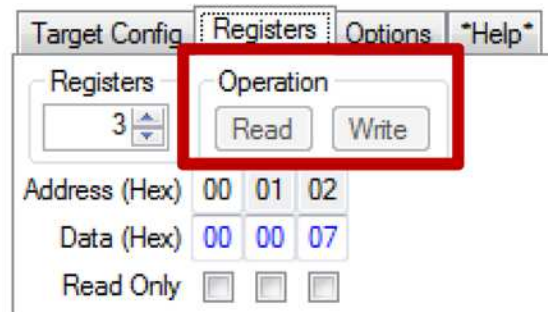 Target Config Registers Options *Help*
Registers Operation
3 Read Write
Address (Hex) 00 01 02
Data (Hex) 00 00 07
Read Only